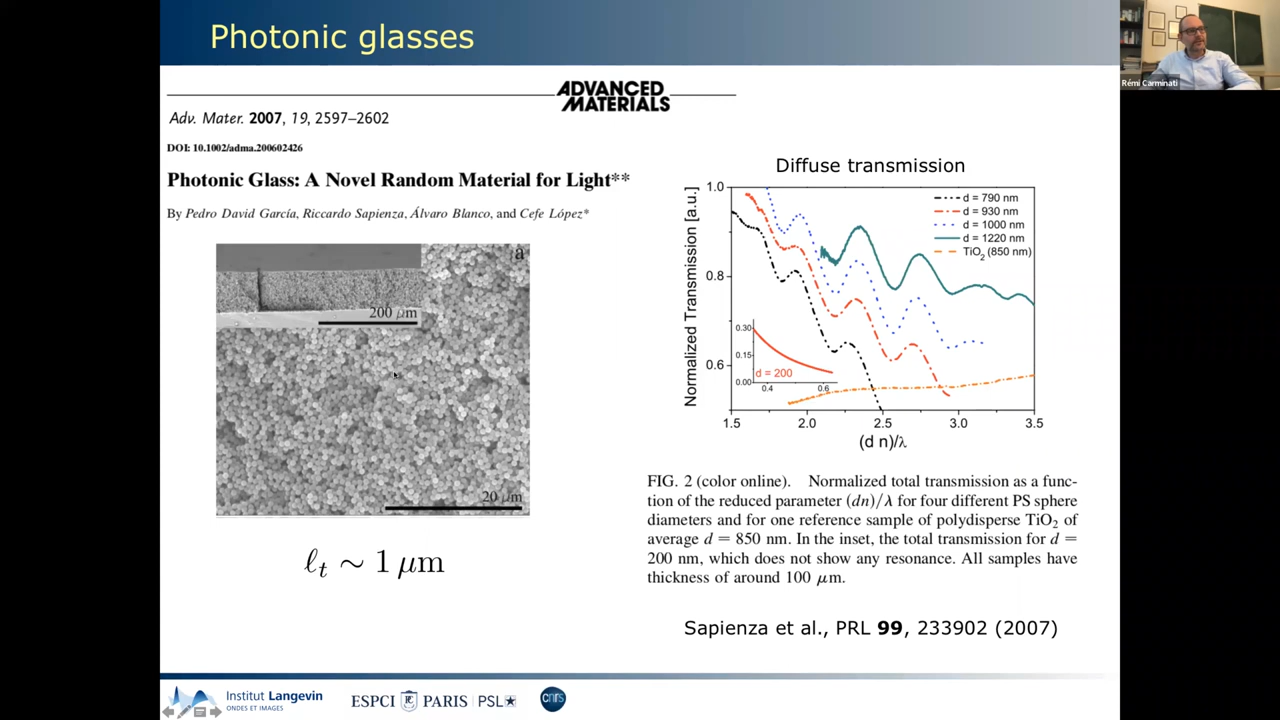 Photonic glasses
Rémi Carminati
ADVANCED
MATERIALS
Adv. Mater. 2007, 19, 2597–2602
DOI: 10.1002/adma.200602426
Photonic Glass: A Novel Random Material for Light**
By Pedro David García, Riccardo Sapienza, Álvaro Blanco, and Cefe López*
a
200 μm
20 μm
ℓt ∼ 1 μm
Diffuse transmission
Normalized Transmission [a.u.]
1.0
0.8
0.6
d = 790 nm
d = 930 nm
d = 1000 nm
d = 1220 nm
TiO2 (850 nm)
0.30
0.15
0.00
d = 200
0.4 0.6
1.5 2.0 2.5 3.0 3.5
(d n)/λ
FIG. 2 (color online). Normalized total transmission as a func-
tion of the reduced parameter (dn)/λ for four different PS sphere
diameters and for one reference sample of polydisperse TiO2 of
average d = 850 nm. In the inset, the total transmission for d =
200 nm, which does not show any resonance. All samples have
thickness of around 100 μm.
Sapienza et al., PRL 99, 233902 (2007)
Institut Langevin
ONDES ET IMAGES
ESPCI PARIS PSL
cnrs